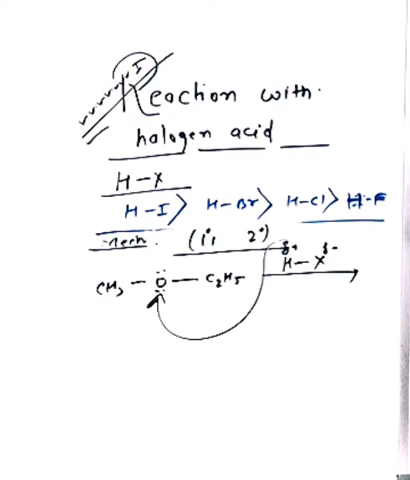 V.V.V.V.V.I
Reaction with
halogen acid
H-X
H-I > H-Br > H-Cl > H-F
Mech. (1°, 2°)
δ+ δ-
H-X
CH₃ - Ö - C₂H₅